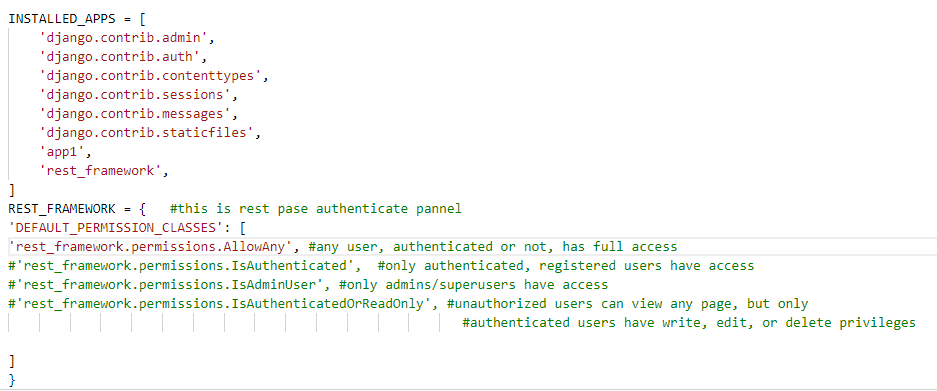 INSTALLED_APPS = [
    'django.contrib.admin',
    'django.contrib.auth',
    'django.contrib.contenttypes',
    'django.contrib.sessions',
    'django.contrib.messages',
    'django.contrib.staticfiles',
    'app1',
    'rest_framework',
]
REST_FRAMEWORK = {   #this is rest pase authenticate pannel
'DEFAULT_PERMISSION_CLASSES': [
'rest_framework.permissions.AllowAny', #any user, authenticated or not, has full access
#'rest_framework.permissions.IsAuthenticated',  #only authenticated, registered users have access
#'rest_framework.permissions.IsAdminUser', #only admins/superusers have access
#'rest_framework.permissions.IsAuthenticatedOrReadOnly', #unauthorized users can view any page, but only
                                                           #authenticated users have write, edit, or delete privileges
]
}